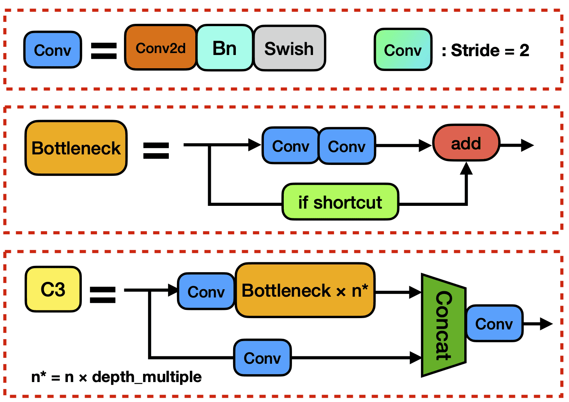 Conv = Conv2d Bn Swish Conv : Stride = 2
Bottleneck = Conv Conv add
if shortcut
C3 = Conv Bottleneck × n* Concat Conv
Conv
n* = n × depth_multiple